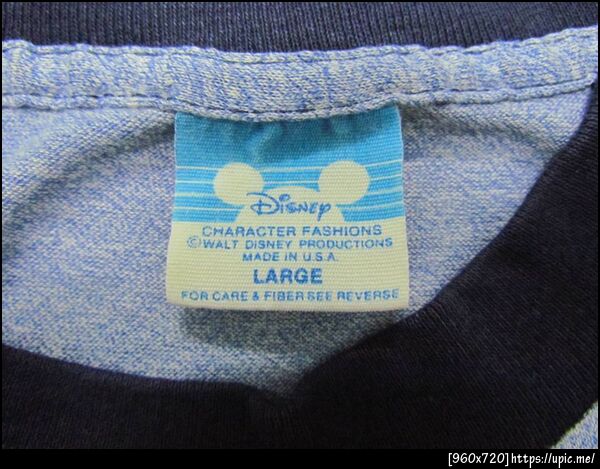 Disney
CHARACTER FASHIONS
©WALT DISNEY PRODUCTIONS
MADE IN U.S.A.
LARGE
FOR CARE & FIBER SEE REVERSE
[960x720]https://upic.me/